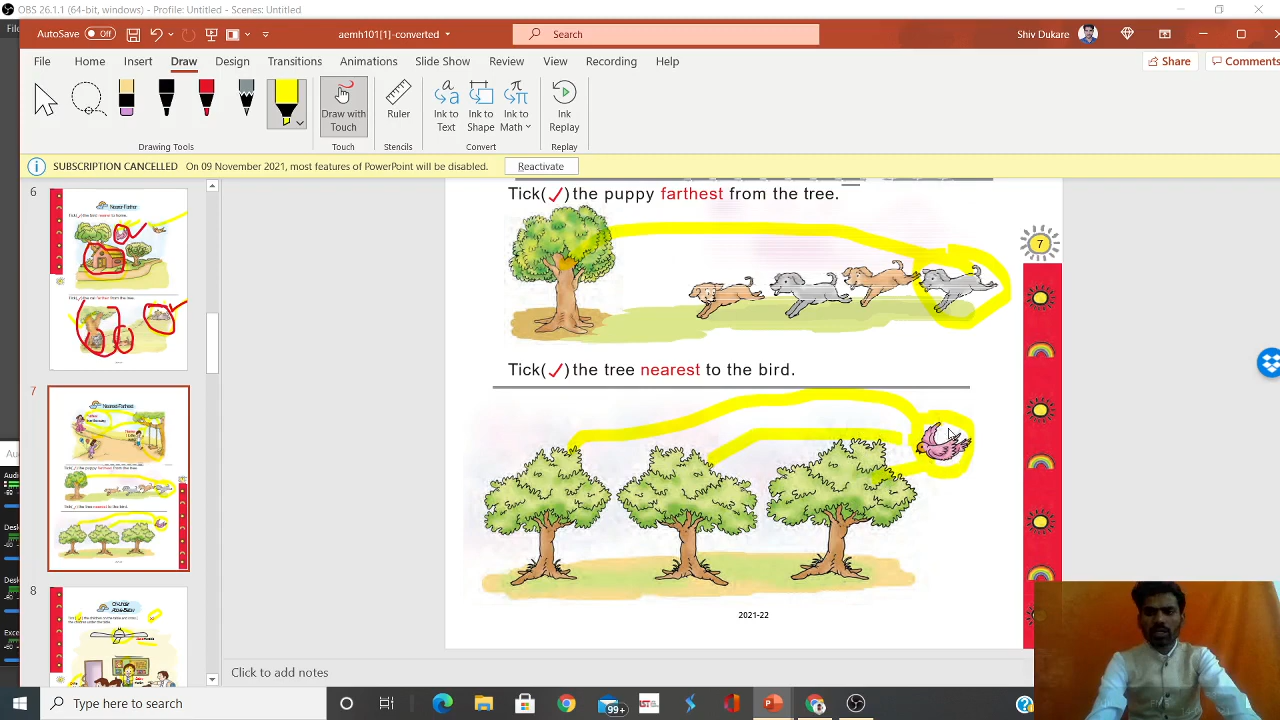 OBS 26.1.1 (64-bit, windows) - Profile: Untitled - Scenes: Untitled
AutoSave Off aemh101[1]-converted Search Shiv Dukare
File Home Insert Draw Design Transitions Animations Slide Show Review View Recording Help Share Comments
Draw with Touch
Ruler
Ink to Text
Ink to Shape
Ink to Math
Ink Replay
Drawing Tools Touch Stencils Convert Replay
SUBSCRIPTION CANCELLED On 09 November 2021, most features of PowerPoint will be disabled. Reactivate
6
7
8
Tick(✓) the puppy farthest from the tree.
7
Tick(✓) the tree nearest to the bird.
2021-22
Click to add notes
Type here to search
99+